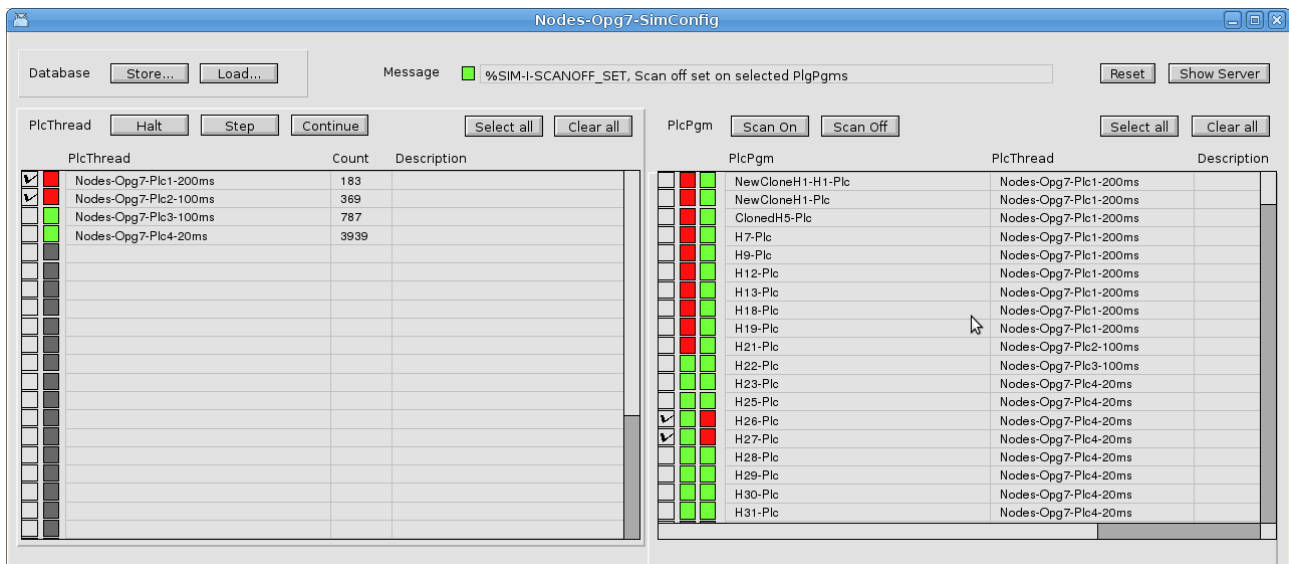 Nodes-Opg7-SimConfig
Database Store... Load... Message %SIM-I-SCANOFF_SET, Scan off set on selected PlgPgms Reset Show Server
PlcThread Halt Step Continue Select all Clear all PlcPgm Scan On Scan Off Select all Clear all
PlcThread Count Description PlcPgm PlcThread Description
Nodes-Opg7-Plc1-200ms 183 NewCloneH1-H1-Plc Nodes-Opg7-Plc1-200ms
Nodes-Opg7-Plc2-100ms 369 NewCloneH1-Plc Nodes-Opg7-Plc1-200ms
Nodes-Opg7-Plc3-100ms 787 ClonedH5-Plc Nodes-Opg7-Plc1-200ms
Nodes-Opg7-Plc4-20ms 3939 H7-Plc Nodes-Opg7-Plc1-200ms
H9-Plc Nodes-Opg7-Plc1-200ms
H12-Plc Nodes-Opg7-Plc1-200ms
H13-Plc Nodes-Opg7-Plc1-200ms
H18-Plc Nodes-Opg7-Plc1-200ms
H19-Plc Nodes-Opg7-Plc1-200ms
H21-Plc Nodes-Opg7-Plc2-100ms
H22-Plc Nodes-Opg7-Plc3-100ms
H23-Plc Nodes-Opg7-Plc4-20ms
H25-Plc Nodes-Opg7-Plc4-20ms
H26-Plc Nodes-Opg7-Plc4-20ms
H27-Plc Nodes-Opg7-Plc4-20ms
H28-Plc Nodes-Opg7-Plc4-20ms
H29-Plc Nodes-Opg7-Plc4-20ms
H30-Plc Nodes-Opg7-Plc4-20ms
H31-Plc Nodes-Opg7-Plc4-20ms